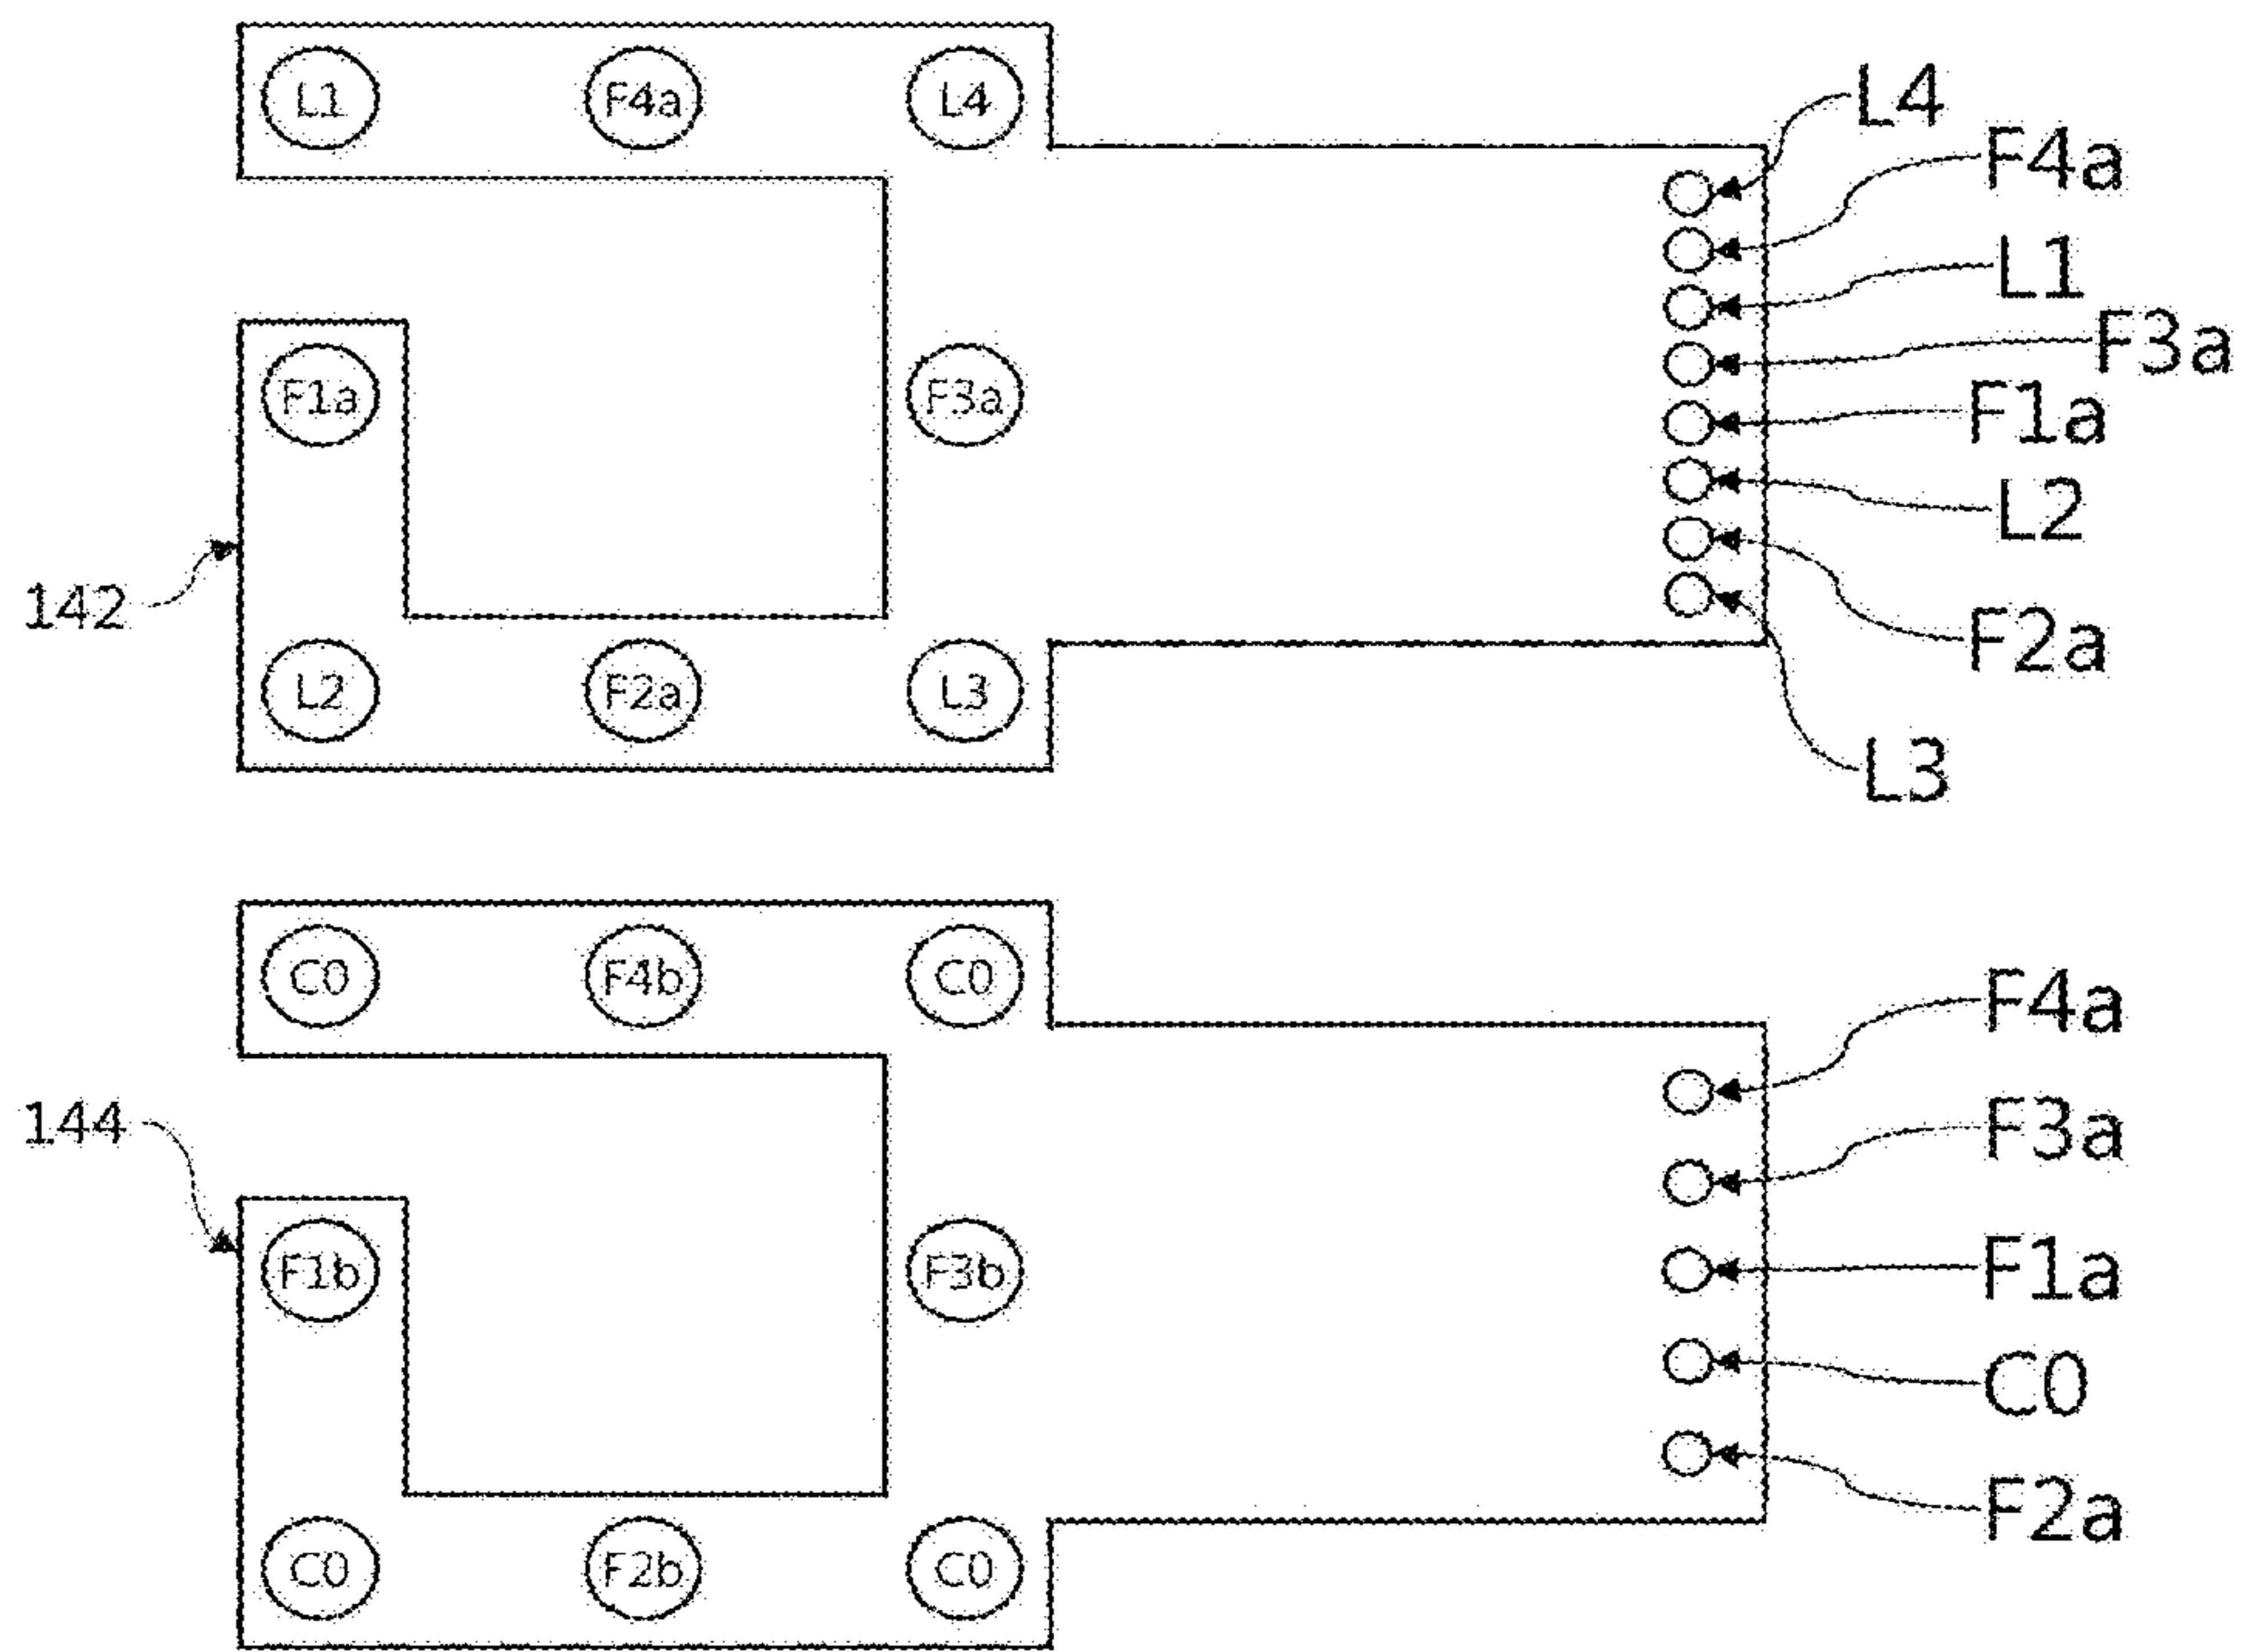 L1 F4a L4
L4
F4a
L1
F3a
F1a F3a
F1a
L2
142
F2a
L2 F2a L3
L3
C0 F4b C0
F4a
144
F3a
F1b F3b
F1a
C0
F2a
C0 F2b C0